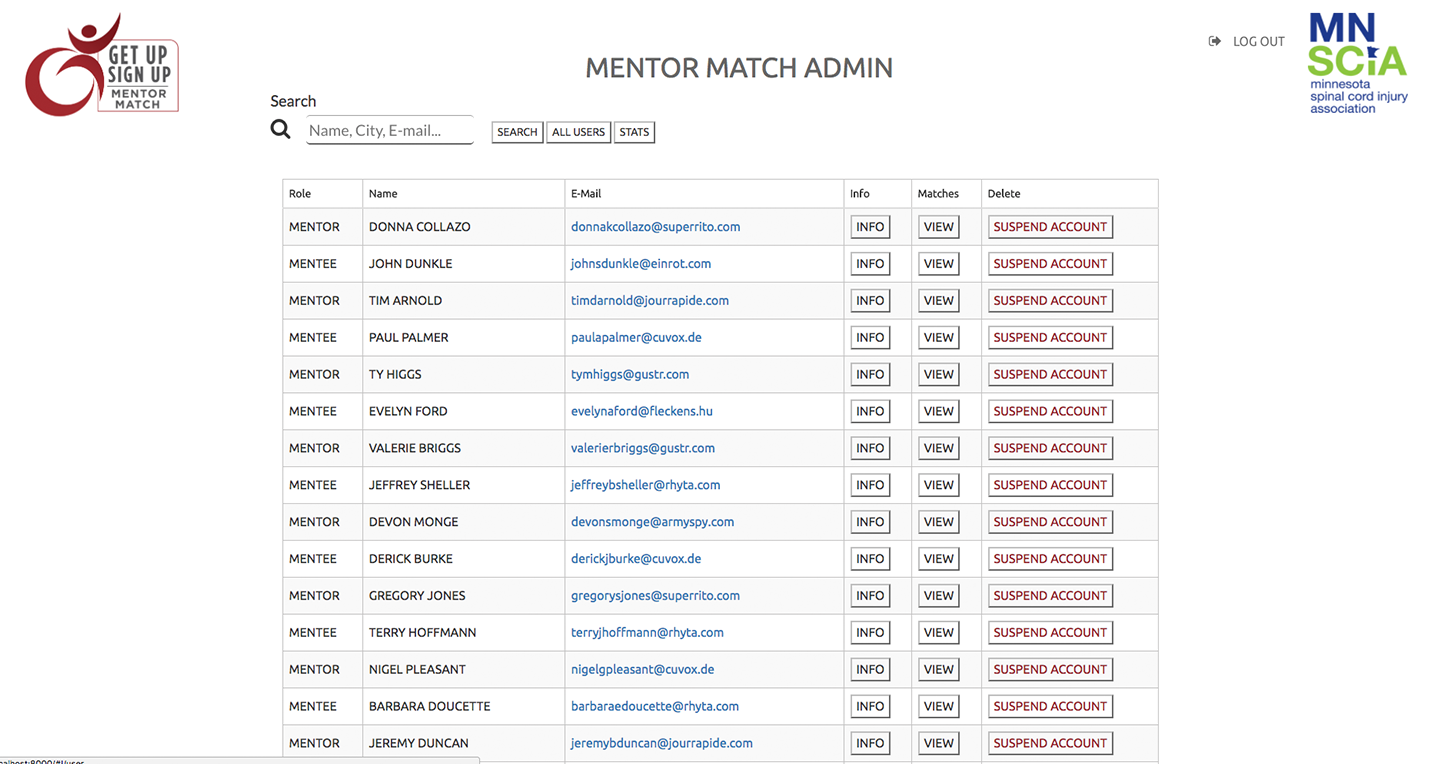 GET UP
SIGN UP
MENTOR
MATCH
MENTOR MATCH ADMIN
LOG OUT
MN
SCiA
minnesota
spinal cord injury
association
Search
Name, City, E-mail... SEARCH ALL USERS STATS
Role Name E-Mail Info Matches Delete
MENTOR DONNA COLLAZO donnakcollazo@superrito.com INFO VIEW SUSPEND ACCOUNT
MENTEE JOHN DUNKLE johnsdunkle@einrot.com INFO VIEW SUSPEND ACCOUNT
MENTOR TIM ARNOLD timdarnold@jourrapide.com INFO VIEW SUSPEND ACCOUNT
MENTEE PAUL PALMER paulapalmer@cuvox.de INFO VIEW SUSPEND ACCOUNT
MENTOR TY HIGGS tymhiggs@gustr.com INFO VIEW SUSPEND ACCOUNT
MENTEE EVELYN FORD evelynaford@fleckens.hu INFO VIEW SUSPEND ACCOUNT
MENTOR VALERIE BRIGGS valerierbriggs@gustr.com INFO VIEW SUSPEND ACCOUNT
MENTEE JEFFREY SHELLER jeffreybsheller@rhyta.com INFO VIEW SUSPEND ACCOUNT
MENTOR DEVON MONGE devonsmonge@armyspy.com INFO VIEW SUSPEND ACCOUNT
MENTEE DERICK BURKE derickjburke@cuvox.de INFO VIEW SUSPEND ACCOUNT
MENTOR GREGORY JONES gregorysjones@superrito.com INFO VIEW SUSPEND ACCOUNT
MENTEE TERRY HOFFMANN terryjhoffmann@rhyta.com INFO VIEW SUSPEND ACCOUNT
MENTOR NIGEL PLEASANT nigelgpleasant@cuvox.de INFO VIEW SUSPEND ACCOUNT
MENTEE BARBARA DOUCETTE barbaraedoucette@rhyta.com INFO VIEW SUSPEND ACCOUNT
MENTOR JEREMY DUNCAN jeremybduncan@jourrapide.com INFO VIEW SUSPEND ACCOUNT